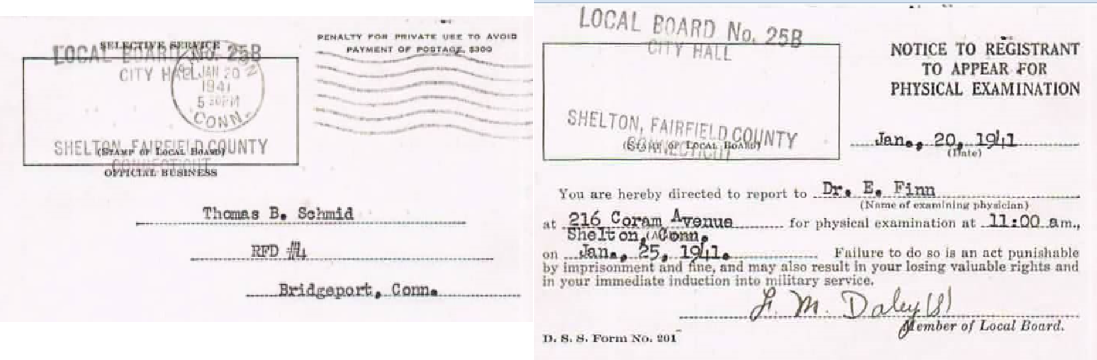 SELECTIVE SERVICE
LOCAL BOARD No. 25B
CITY HALL
JAN 20
1941
5 30PM
CONN.
SHELTON, FAIRFIELD COUNTY
(STAMP OF LOCAL BOARD)
CONNECTICUT
OFFICIAL BUSINESS
PENALTY FOR PRIVATE USE TO AVOID
PAYMENT OF POSTAGE, $300
Thomas B. Schmid
RFD #4
Bridgeport, Conn.
LOCAL BOARD No. 25B
CITY HALL
SHELTON, FAIRFIELD COUNTY
(STAMP OF LOCAL BOARD)
CONNECTICUT
NOTICE TO REGISTRANT
TO APPEAR FOR
PHYSICAL EXAMINATION
Jan., 20, 1941
(Date)
You are hereby directed to report to Dr. E. Finn
(Name of examining physician)
at 216 Coram Avenue for physical examination at 11:00 am.,
Shelton, Conn.
on Jan., 25, 1941. Failure to do so is an act punishable
by imprisonment and fine, and may also result in your losing valuable rights and
in your immediate induction into military service.
M. Daley
Member of Local Board.
D. S. S. Form No. 201